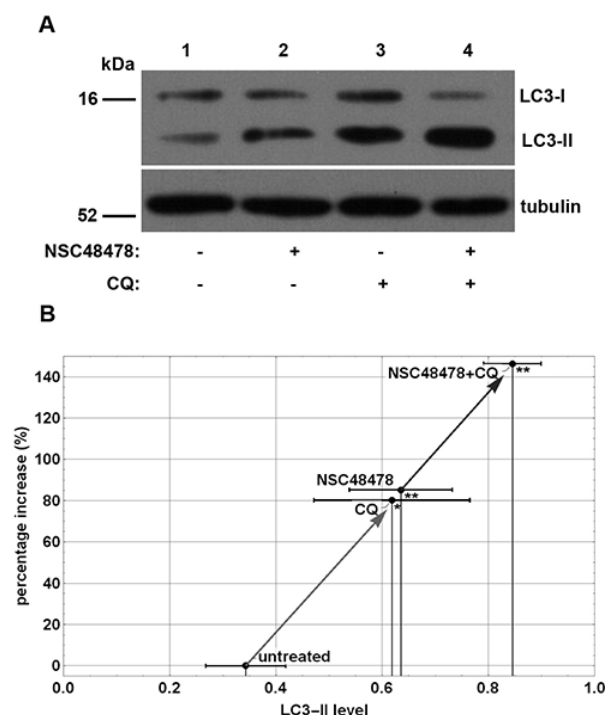 A
1 2 3 4
kDa
16
LC3-I
LC3-II
52
tubulin
NSC48478: - + - +
CQ: - - + +
B
percentage increase (%)
140
120
100
80
60
40
20
0
NSC48478+CQ
**
NSC48478
**
CQ
*
untreated
0.0 0.2 0.4 0.6 0.8 1.0
LC3–II level